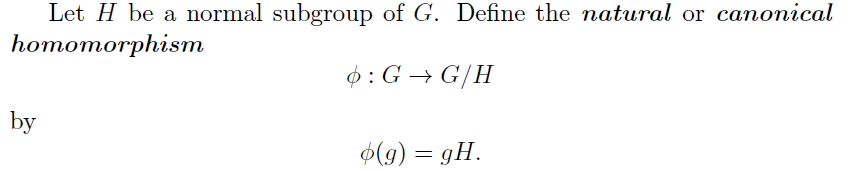 Let H be a normal subgroup of G. Define the natural or canonical
homomorphism
ϕ : G → G/H
by
ϕ(g) = gH.